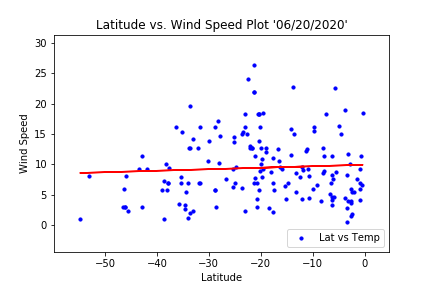 Latitude vs. Wind Speed Plot '06/20/2020'
30
25
20
15
10
5
0
Wind Speed
−50 −40 −30 −20 −10 0
Latitude
Lat vs Temp